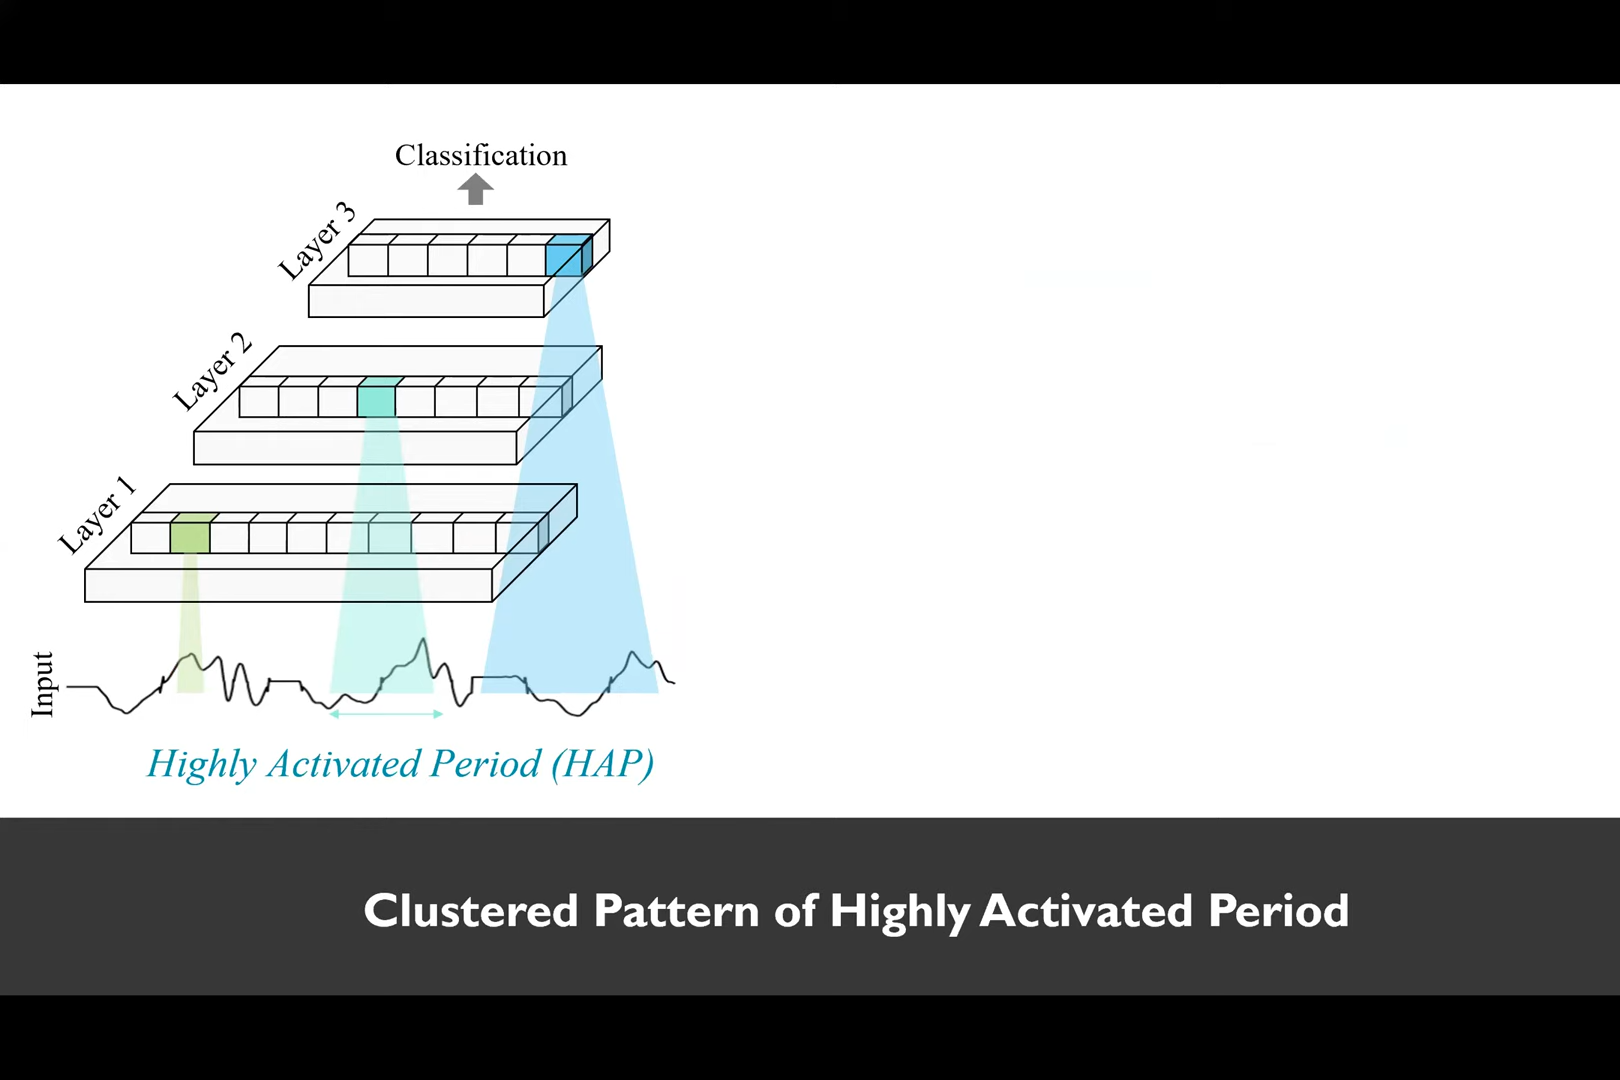 Classification
Layer 3
Layer 2
Layer 1
Input
Highly Activated Period (HAP)
Clustered Pattern of Highly Activated Period